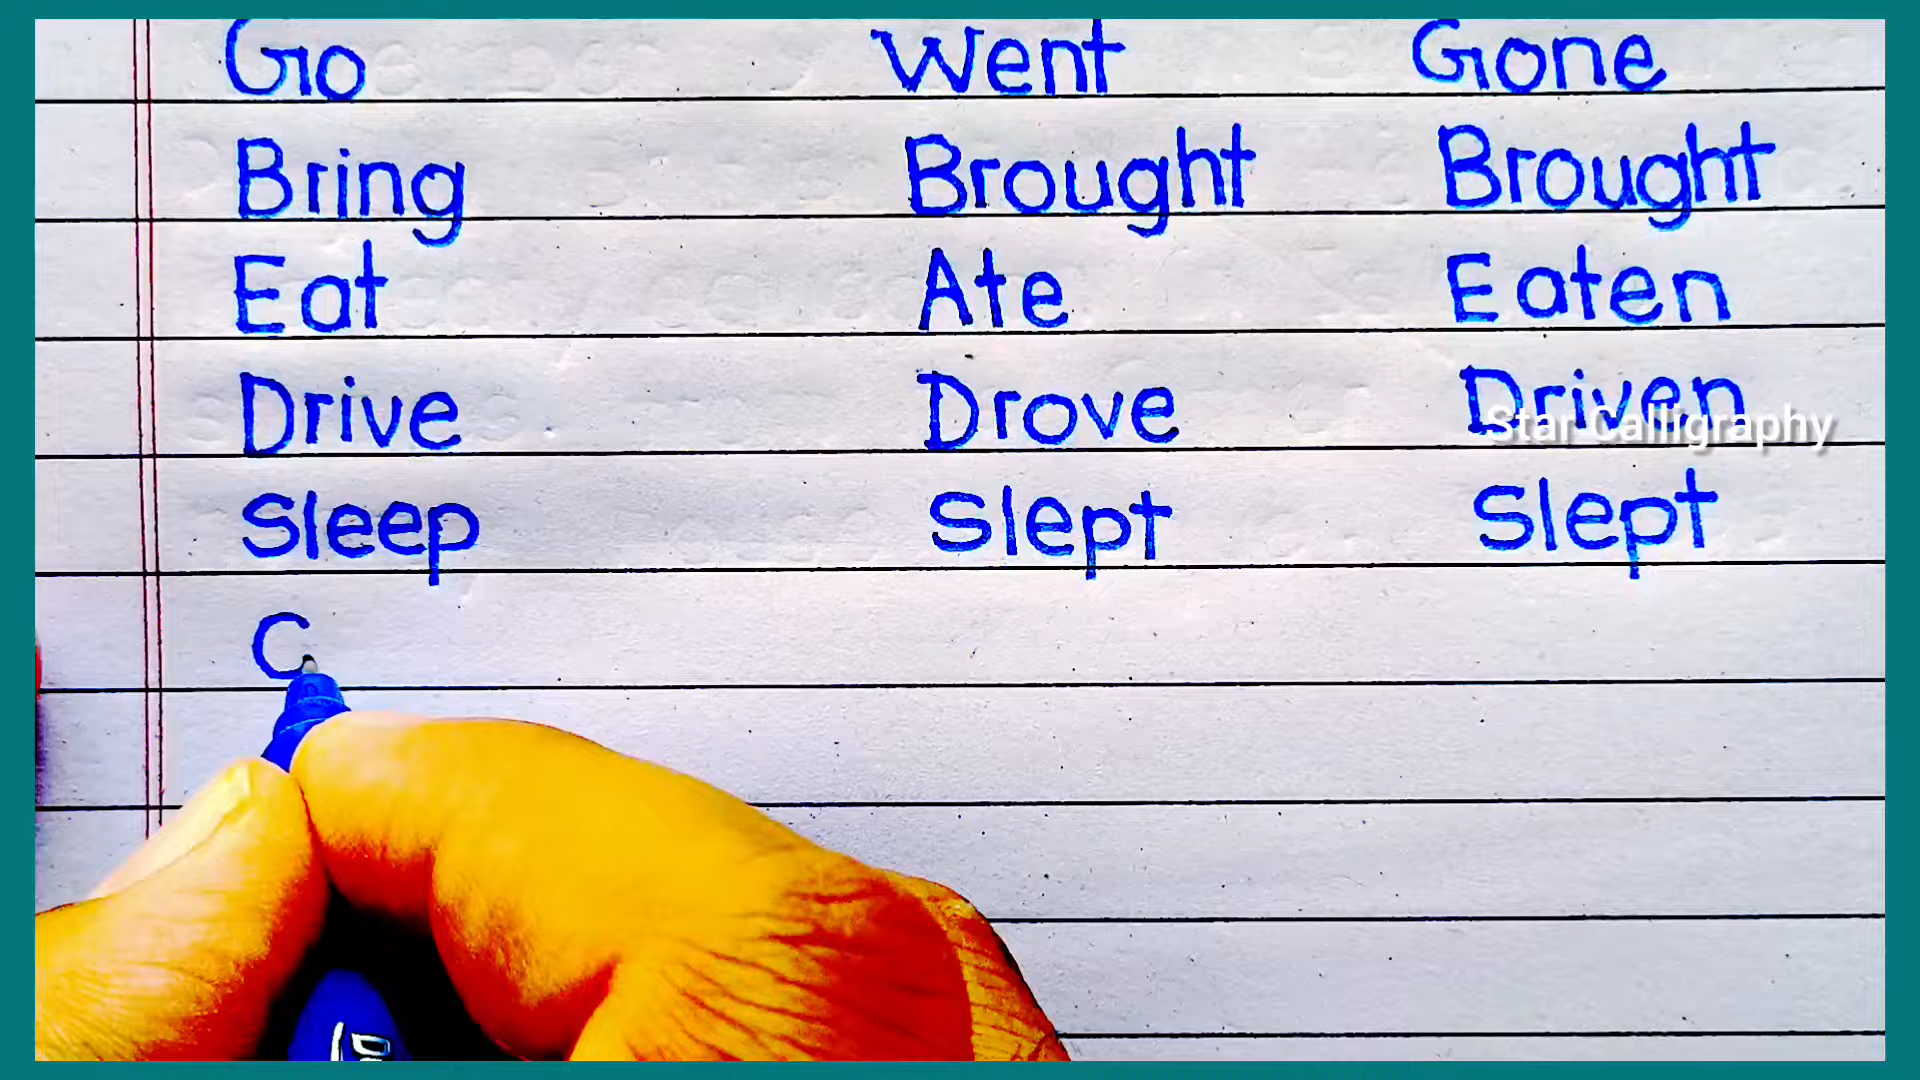 Go Went Gone
Bring Brought Brought
Eat Ate Eaten
Drive Drove Driven
Star Calligraphy
Sleep Slept Slept
C